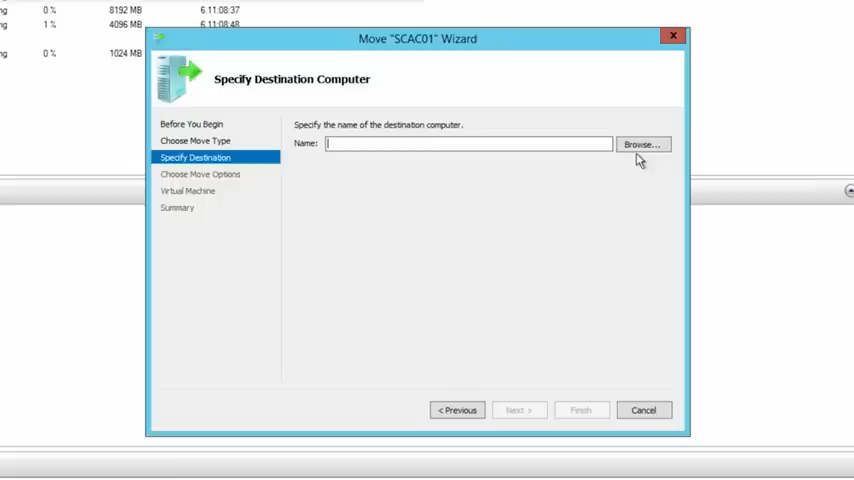 ng 0 % 8192 MB 6.11:08:37
ng 1 % 4096 MB 6.11:08:48
ng 0 % 1024 MB
Move "SCAC01" Wizard
x
Specify Destination Computer
Before You Begin
Choose Move Type
Specify Destination
Choose Move Options
Virtual Machine
Summary
Specify the name of the destination computer.
Name:
Browse...
< Previous
Next >
Finish
Cancel